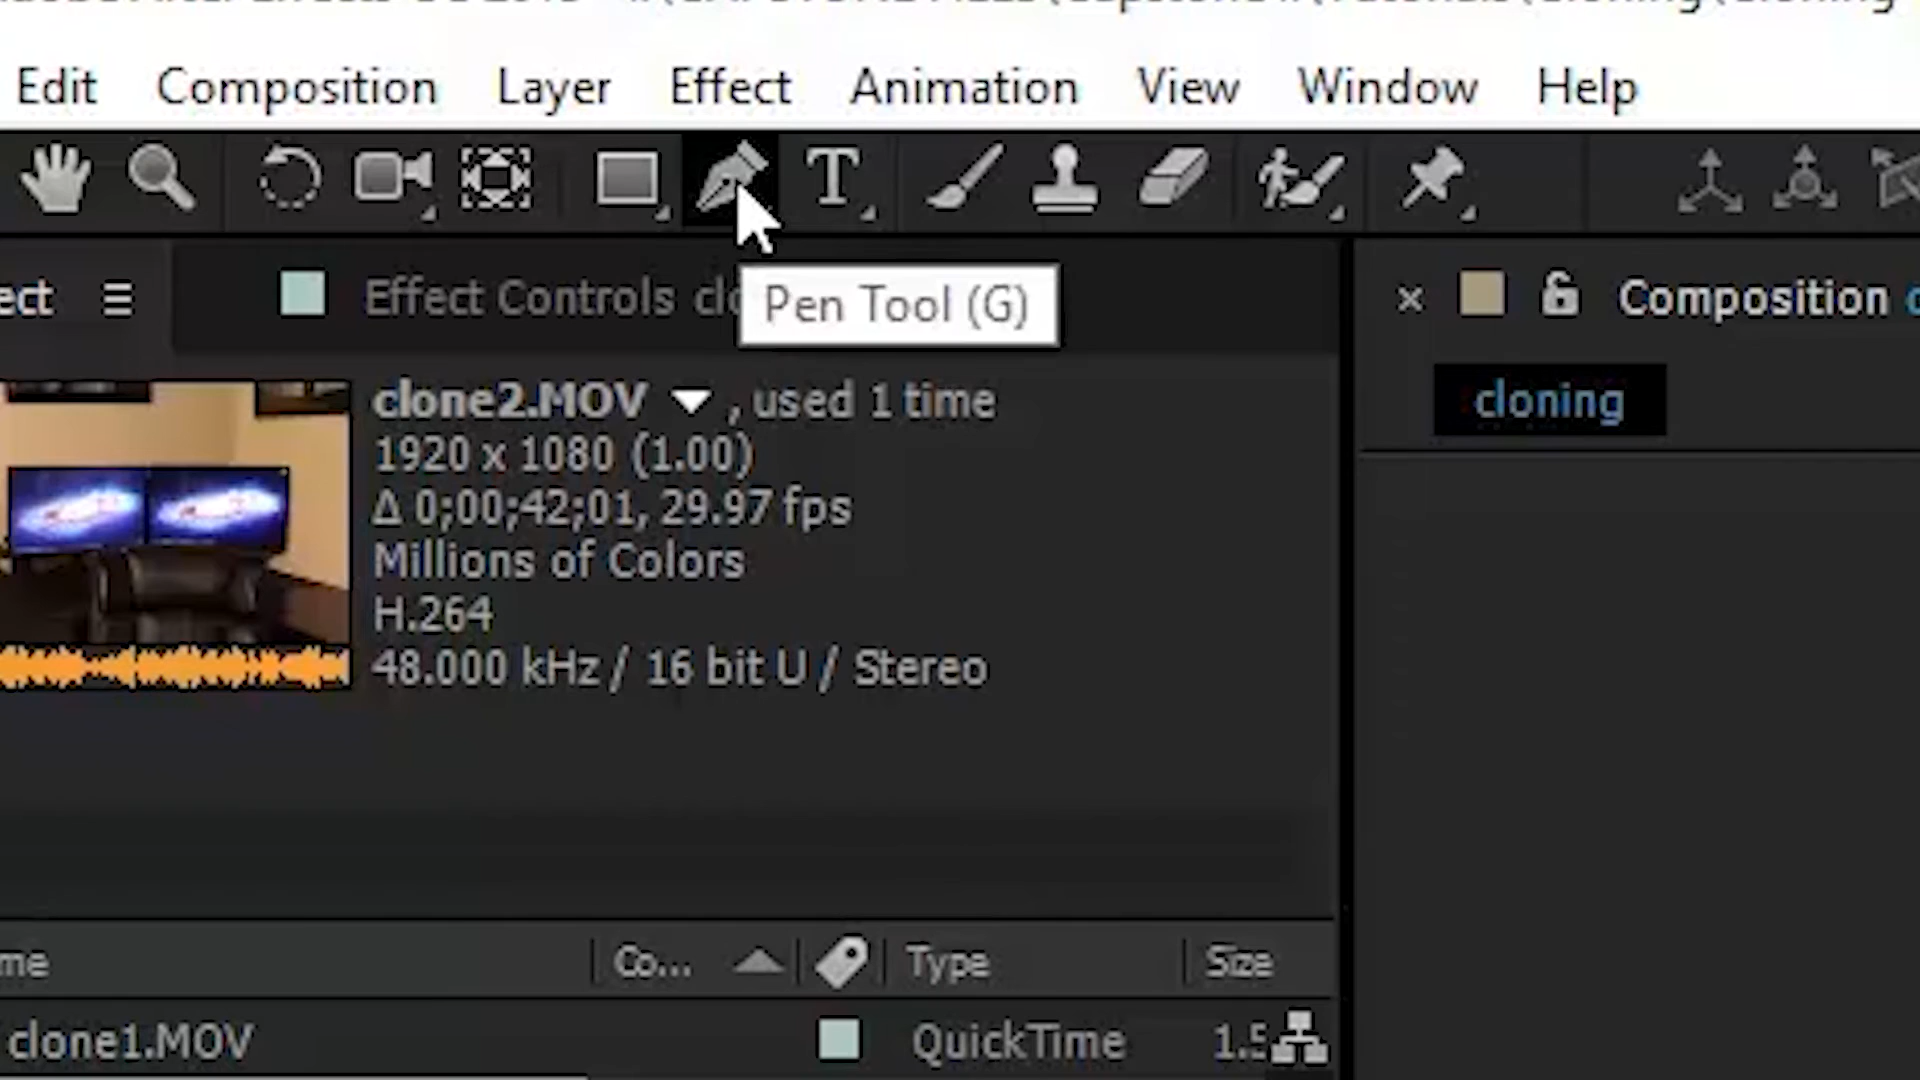 Edit Composition Layer Effect Animation View Window Help
T
ect Effect Controls clo
Pen Tool (G)
Composition
cloning
clone2.MOV , used 1 time
1920 x 1080 (1.00)
Δ 0;00;42;01, 29.97 fps
Millions of Colors
H.264
48.000 kHz / 16 bit U / Stereo
me Co... Type Size
clone1.MOV QuickTime 1.5